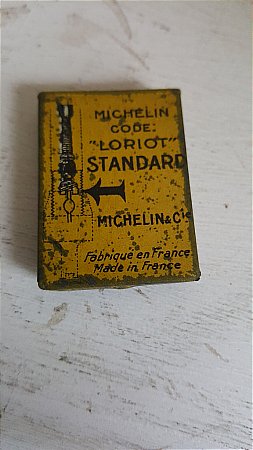 MICHELIN
CODE:
"LORIOT"
STANDARD
MICHELIN & Cie
Fabriqué en France
Made in France